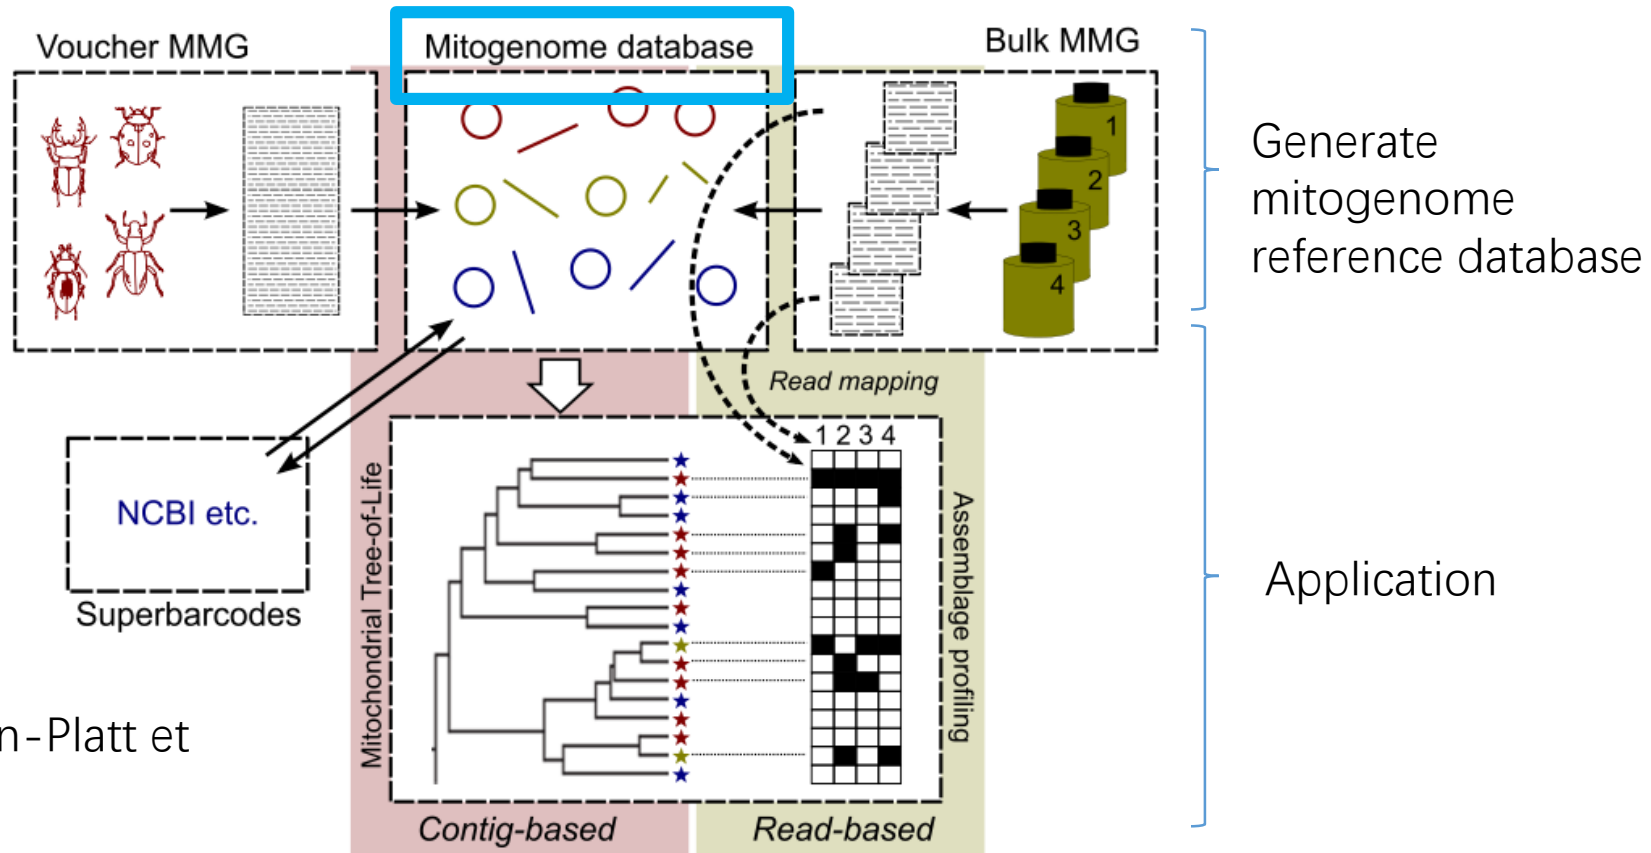 Voucher MMG
Mitogenome database
Bulk MMG
1
2
3
4
Generate
mitogenome
reference database
Read mapping
1 2 3 4
NCBI etc.
Superbarcodes
Mitochondrial Tree-of-Life
Assemblage profiling
Application
n-Platt et
Contig-based
Read-based